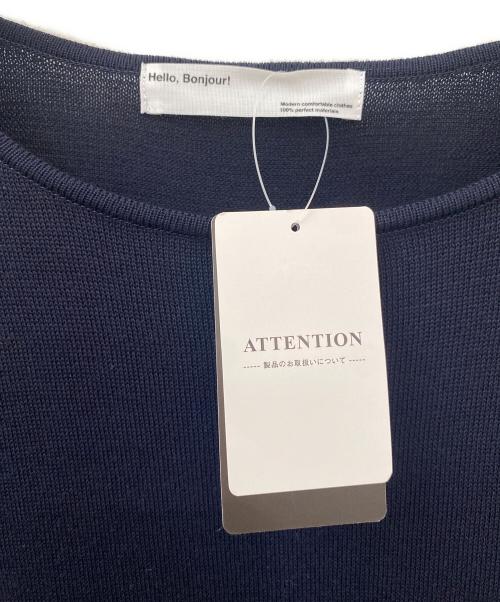 Hello, Bonjour!
Modern comfortable clothes
100% perfect materials
ATTENTION
----- 製品のお取扱いについて -----